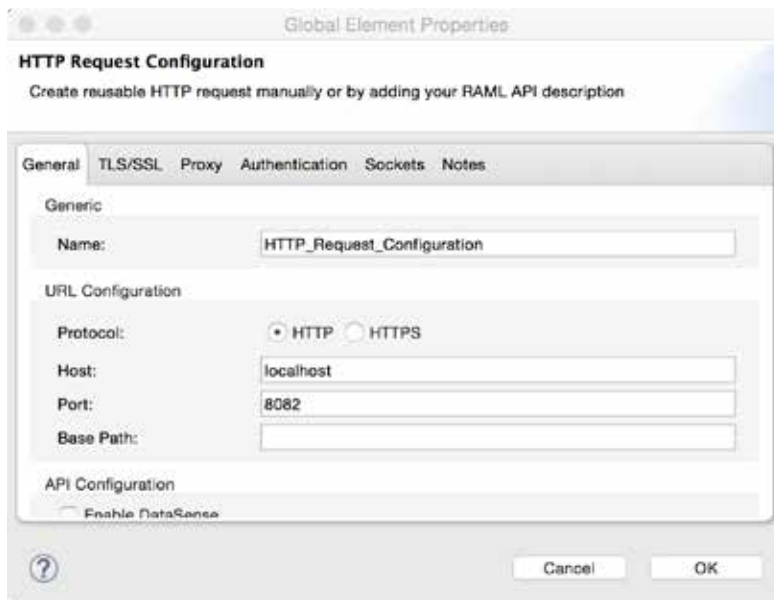 Global Element Properties
HTTP Request Configuration
Create reusable HTTP request manually or by adding your RAML API description
General TLS/SSL Proxy Authentication Sockets Notes
Generic
Name: HTTP_Request_Configuration
URL Configuration
Protocol: HTTP HTTPS
Host: localhost
Port: 8082
Base Path:
API Configuration
Enable DataSense
? Cancel OK